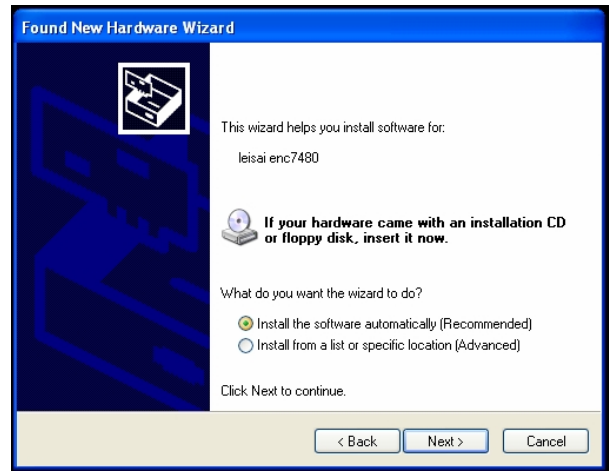 Found New Hardware Wizard
This wizard helps you install software for:
leisai enc7480
If your hardware came with an installation CD
or floppy disk, insert it now.
What do you want the wizard to do?
Install the software automatically (Recommended)
Install from a list or specific location (Advanced)
Click Next to continue.
< Back
Next >
Cancel